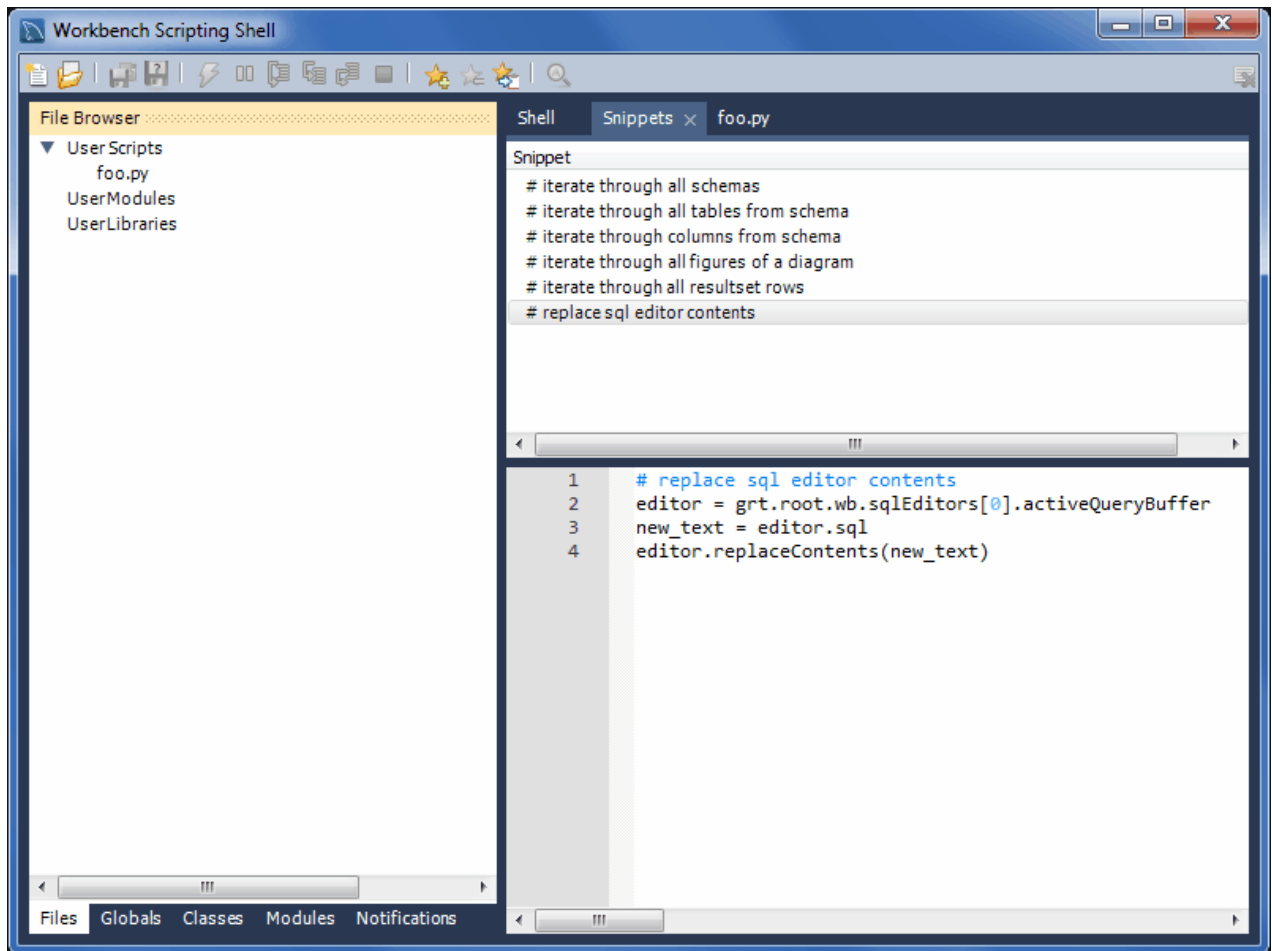 Workbench Scripting Shell
File Browser
User Scripts
foo.py
UserModules
UserLibraries
Files Globals Classes Modules Notifications
Shell Snippets foo.py
Snippet
# iterate through all schemas
# iterate through all tables from schema
# iterate through columns from schema
# iterate through all figures of a diagram
# iterate through all resultset rows
# replace sql editor contents
1 # replace sql editor contents
2 editor = grt.root.wb.sqlEditors[0].activeQueryBuffer
3 new_text = editor.sql
4 editor.replaceContents(new_text)